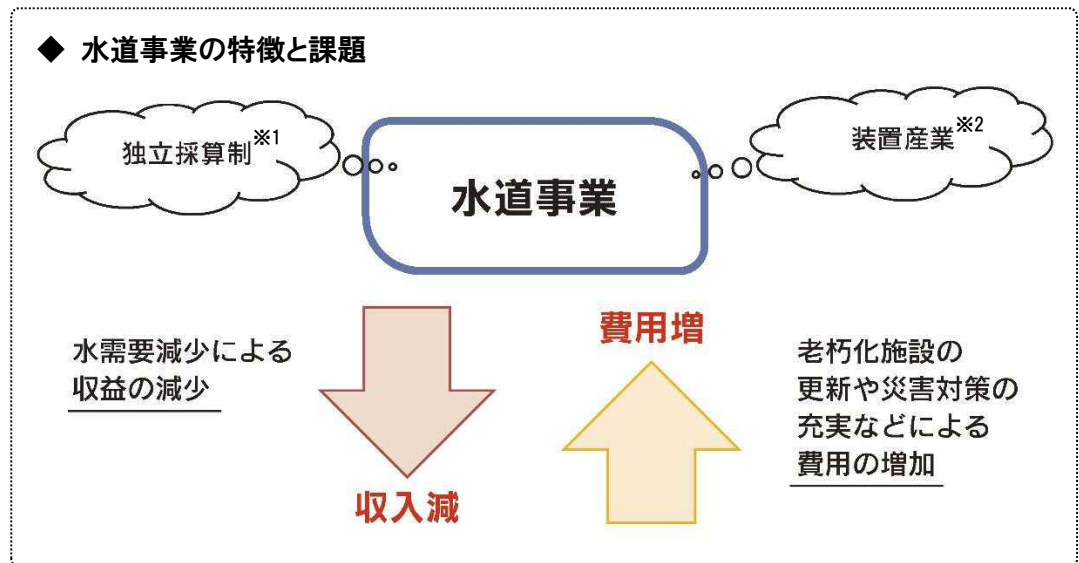 ◆ 水道事業の特徴と課題
独立採算制※1
装置産業※2
水道事業
水需要減少による
収益の減少
収入減
費用増
老朽化施設の
更新や災害対策の
充実などによる
費用の増加